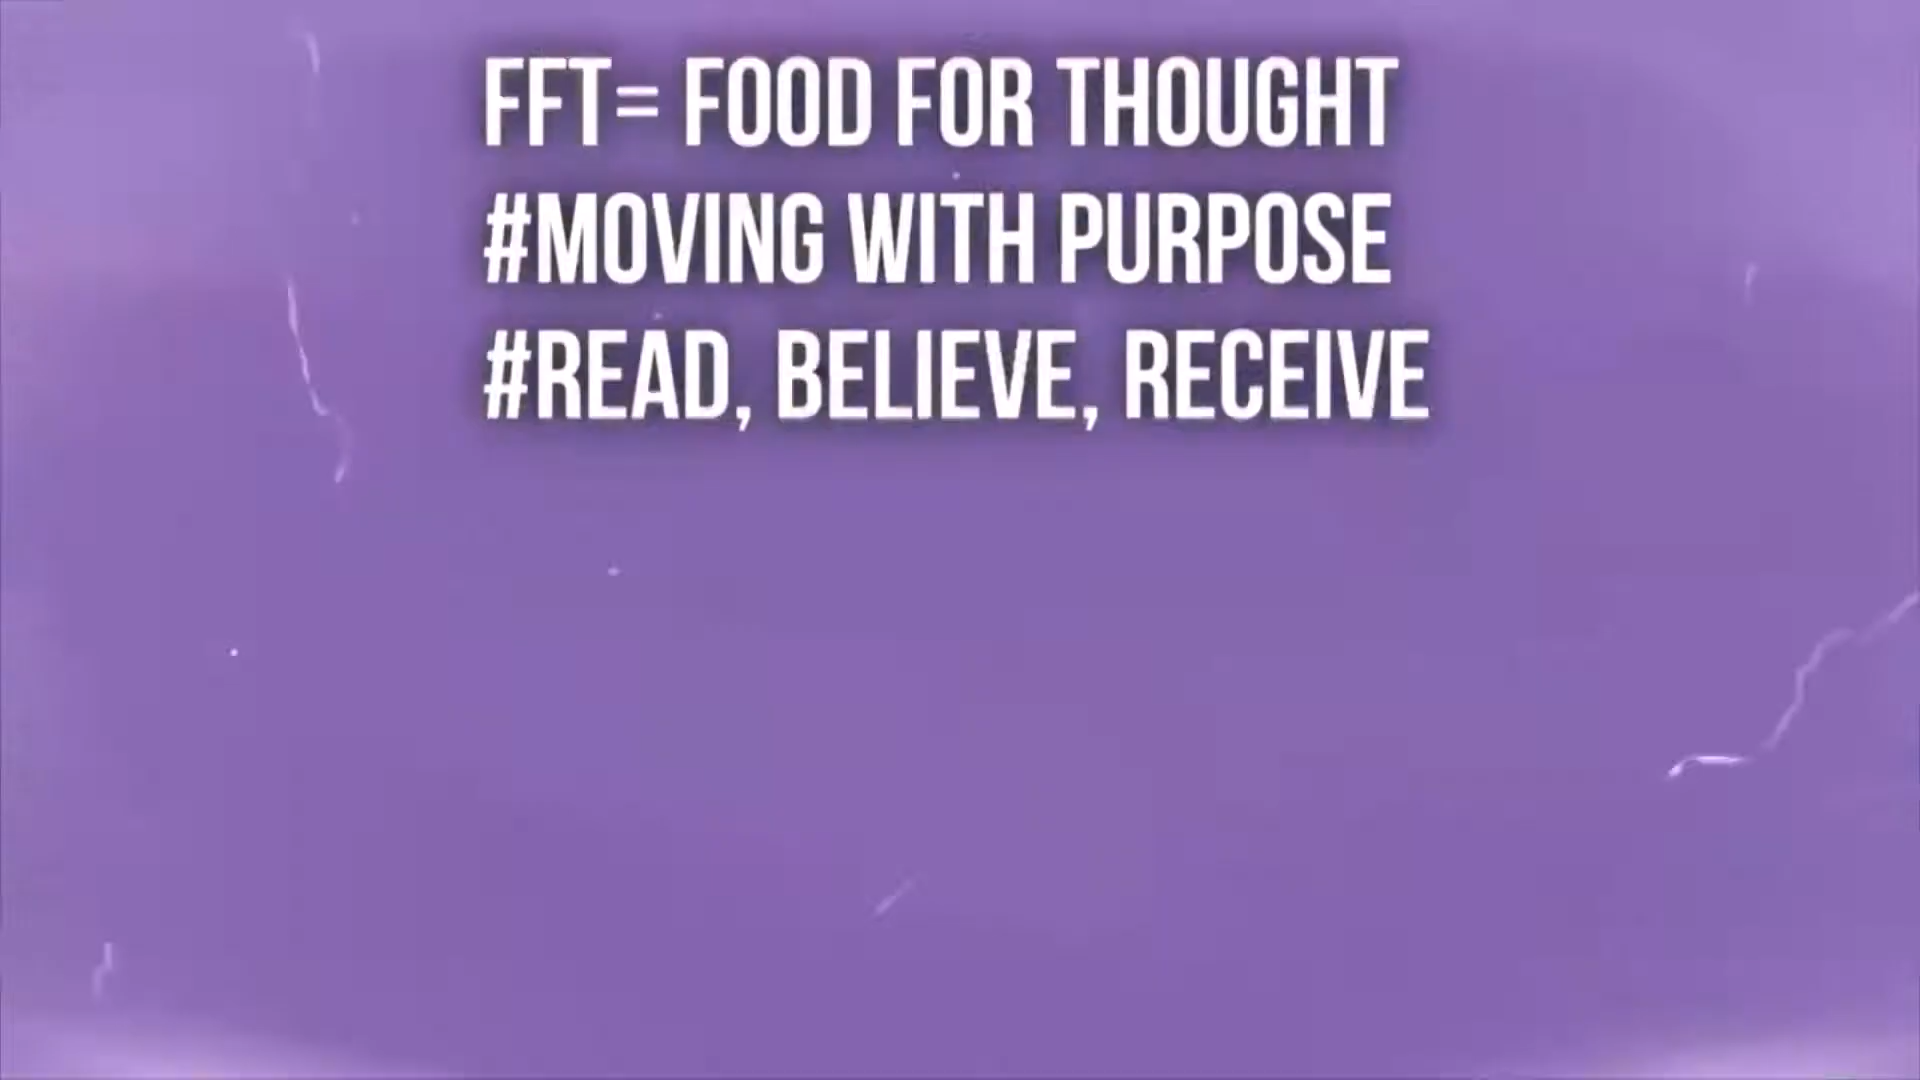 FFT= FOOD FOR THOUGHT
#MOVING WITH PURPOSE
#READ, BELIEVE, RECEIVE